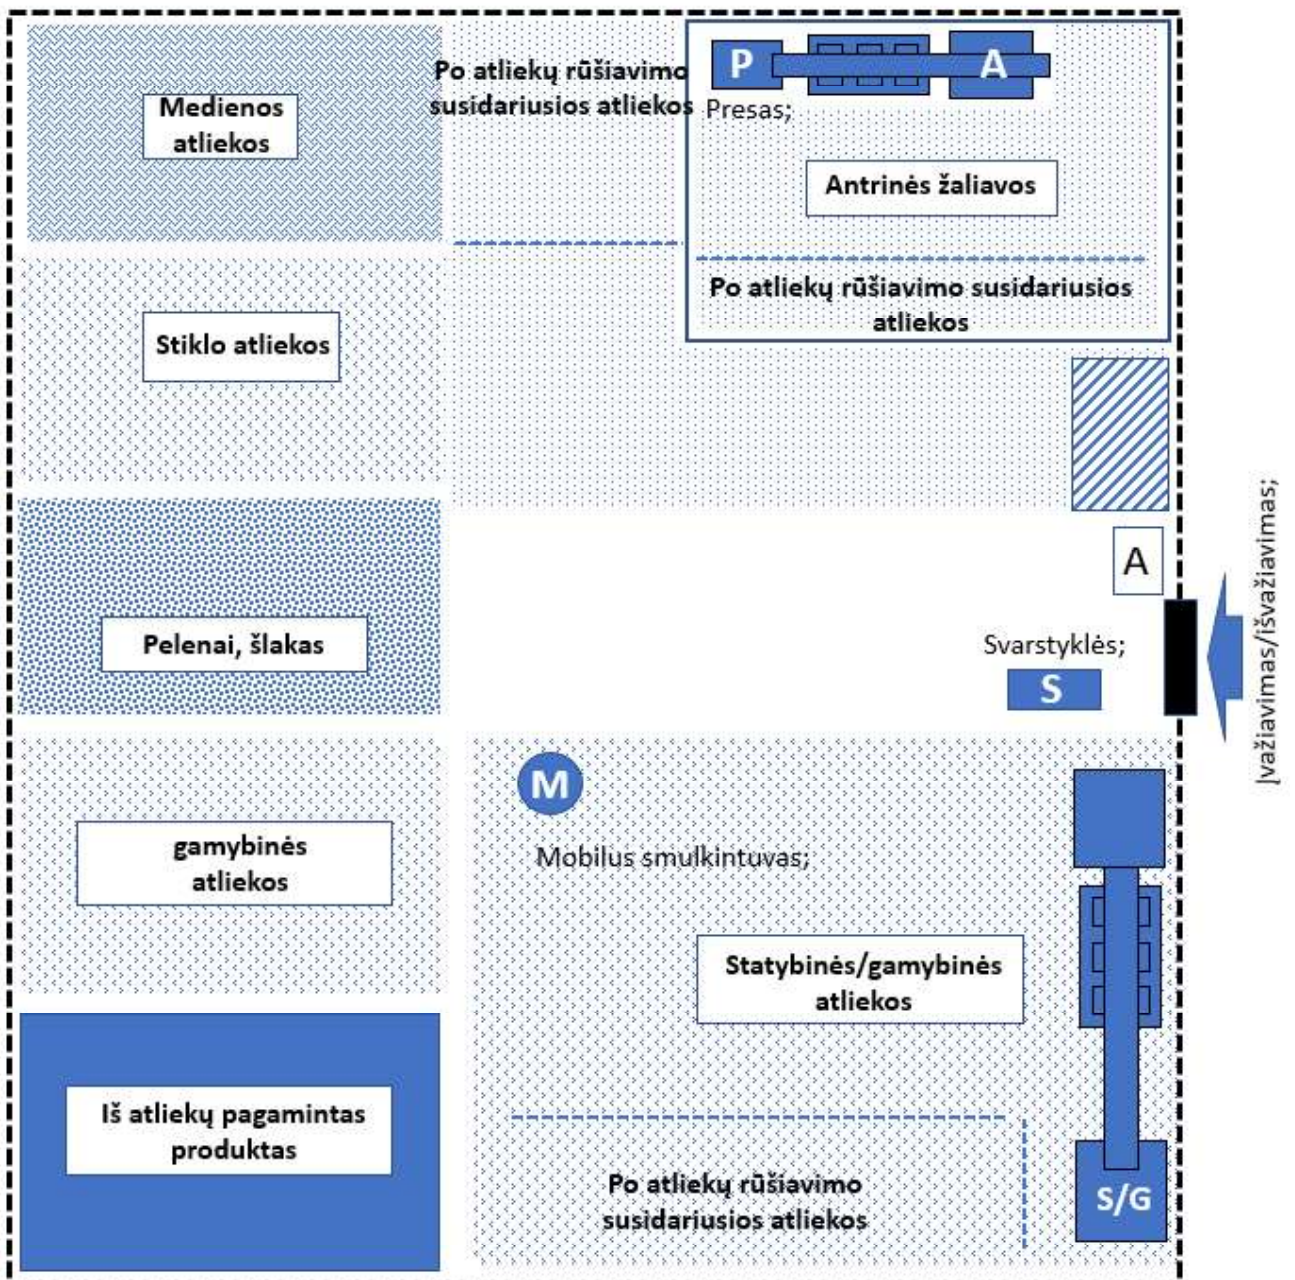 Medienos
atliekos
Po atliekų rūšiavimo
susidariusios atliekos
P
A
Presas;
Antrinės žaliavos
Po atliekų rūšiavimo susidariusios
atliekos
Stiklo atliekos
A
Įvažiavimas/išvažiavimas;
Pelenai, šlakas
Svarstyklės;
S
M
Mobilus smulkintuvas;
gamybinės
atliekos
Statybinės/gamybinės
atliekos
Iš atliekų pagamintas
produktas
Po atliekų rūšiavimo
susidariusios atliekos
S/G